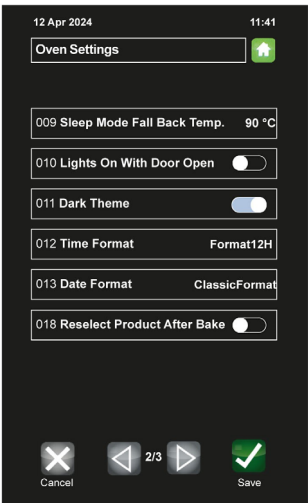 12 Apr 2024 11:41
Oven Settings
009 Sleep Mode Fall Back Temp. 90 °C
010 Lights On With Door Open
011 Dark Theme
012 Time Format Format12H
013 Date Format ClassicFormat
018 Reselect Product After Bake
2/3
Cancel Save